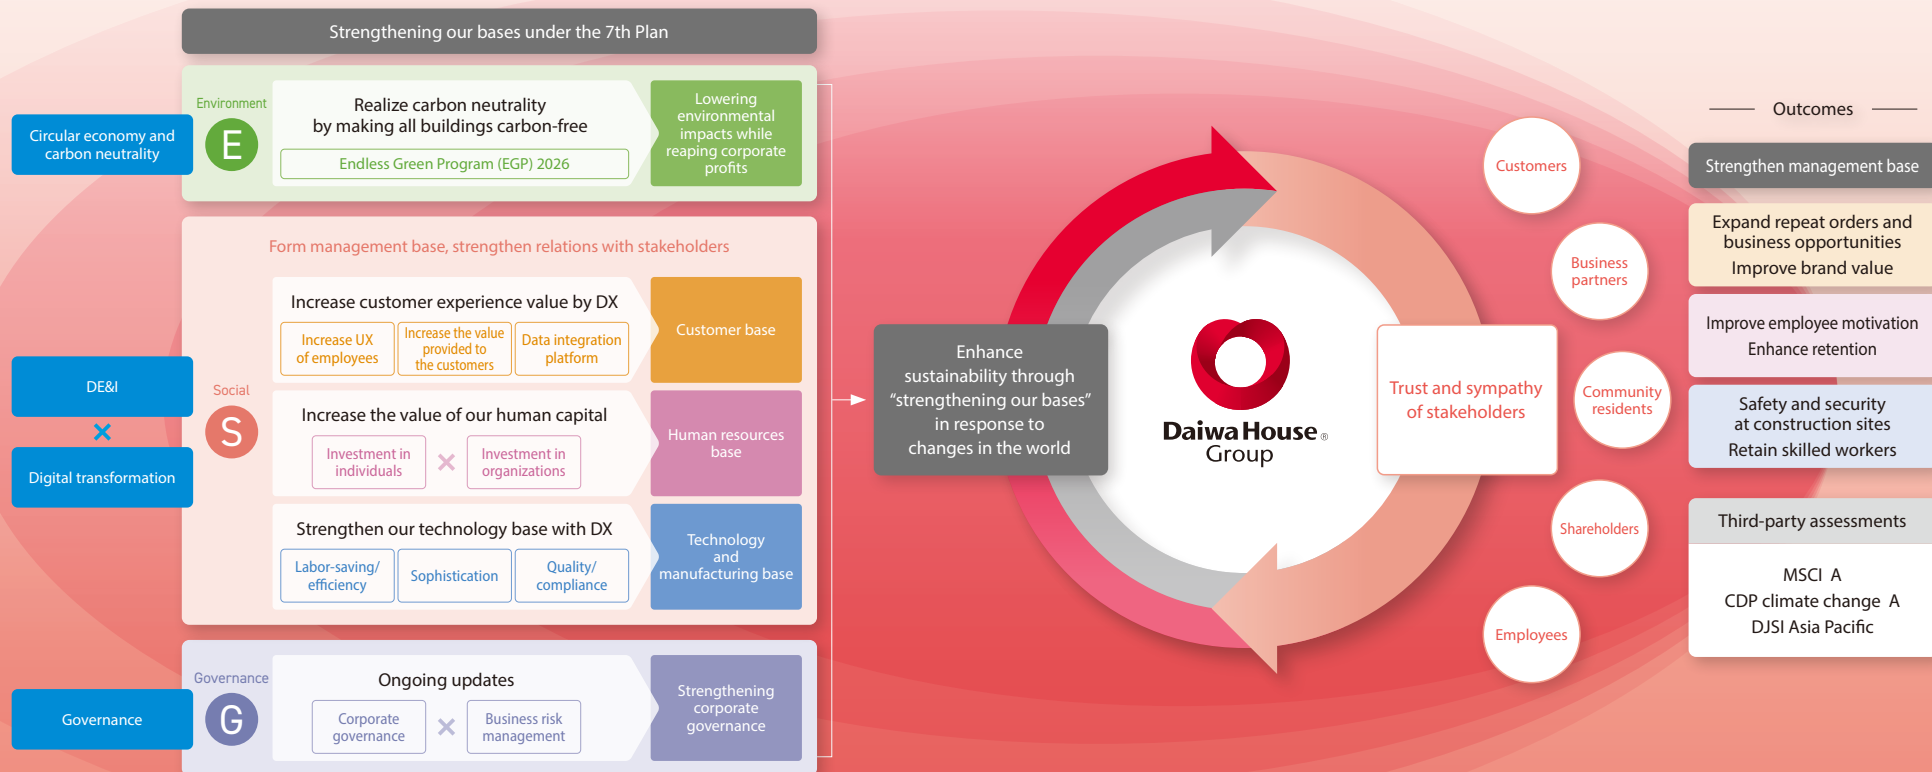 Strengthening our bases under the 7th Plan
Circular economy and
carbon neutrality
Environment
E
Realize carbon neutrality
by making all buildings carbon-free
Endless Green Program (EGP) 2026
Lowering
environmental
impacts while
reaping corporate
profits
DE&I
×
Digital transformation
Social
S
Form management base, strengthen relations with stakeholders
Increase customer experience value by DX
Increase UX
of employees
Increase the value
provided to
the customers
Data integration
platform
Customer base
Increase the value of our human capital
Investment in
individuals
×
Investment in
organizations
Human resources
base
Strengthen our technology base with DX
Labor-saving/
efficiency
Sophistication
Quality/
compliance
Technology
and
manufacturing base
Governance
Governance
G
Ongoing updates
Corporate
governance
×
Business risk
management
Strengthening
corporate
governance
Enhance
sustainability through
“strengthening our bases”
in response to
changes in the world
Daiwa House®
Group
Trust and sympathy
of stakeholders
Customers
Business
partners
Community
residents
Shareholders
Employees
Outcomes
Strengthen management base
Expand repeat orders and
business opportunities
Improve brand value
Improve employee motivation
Enhance retention
Safety and security
at construction sites
Retain skilled workers
Third-party assessments
MSCI A
CDP climate change A
DJSI Asia Pacific